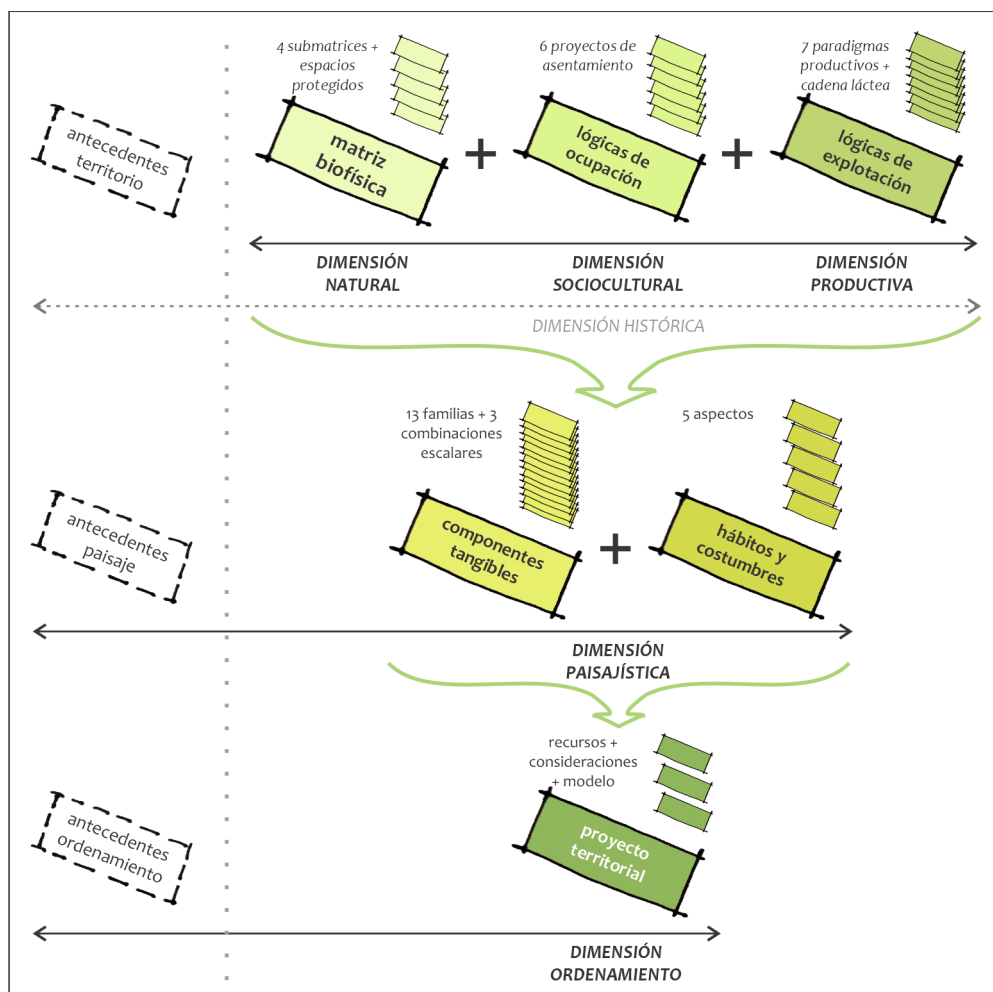 4 submatrices +
espacios
protegidos
6 proyectos de
asentamiento
7 paradigmas
productivos +
cadena láctea
antecedentes
territorio
matriz
biofísica
+
lógicas de
ocupación
+
lógicas de
explotación
DIMENSIÓN
NATURAL
DIMENSIÓN
SOCIOCULTURAL
DIMENSIÓN
PRODUCTIVA
DIMENSIÓN HISTÓRICA
13 familias + 3
combinaciones
escalares
5 aspectos
antecedentes
paisaje
componentes
tangibles
+
hábitos y
costumbres
DIMENSIÓN
PAISAJÍSTICA
recursos +
consideraciones
+ modelo
antecedentes
ordenamiento
proyecto
territorial
DIMENSIÓN
ORDENAMIENTO